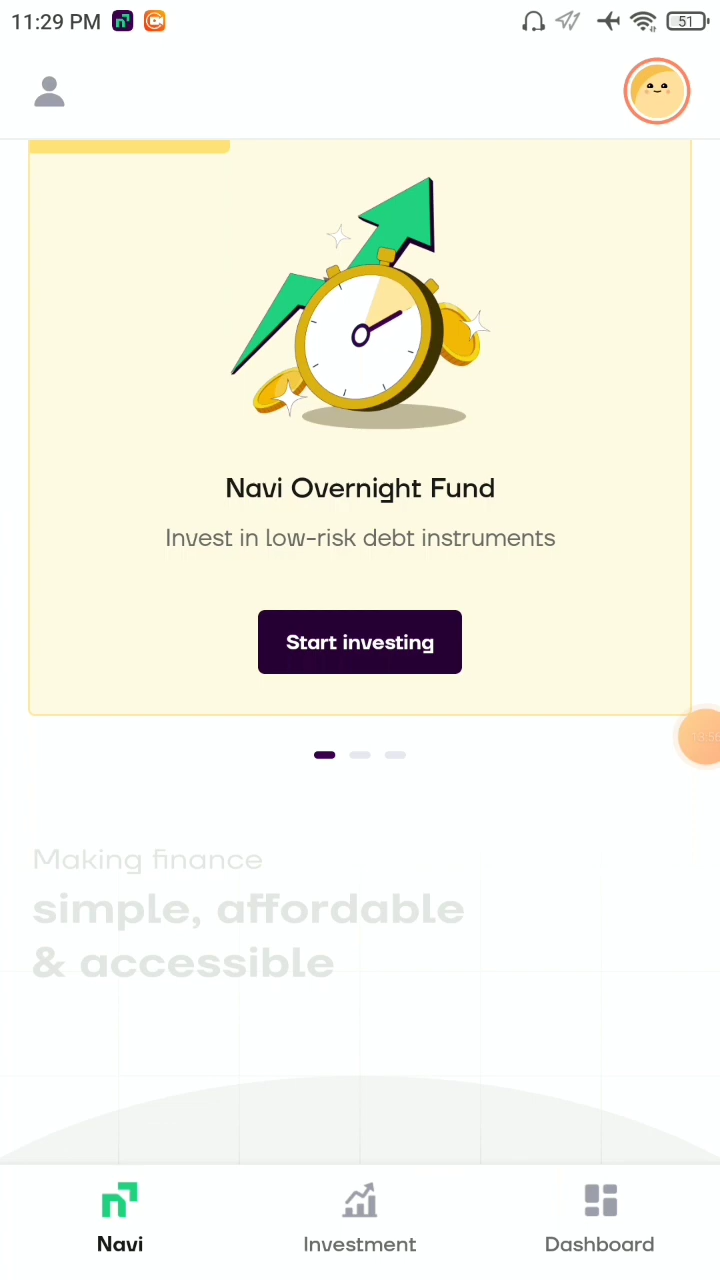 11:29 PM
51
Navi Overnight Fund
Invest in low-risk debt instruments
Start investing
Making finance
simple, affordable
& accessible
Navi
Investment
Dashboard